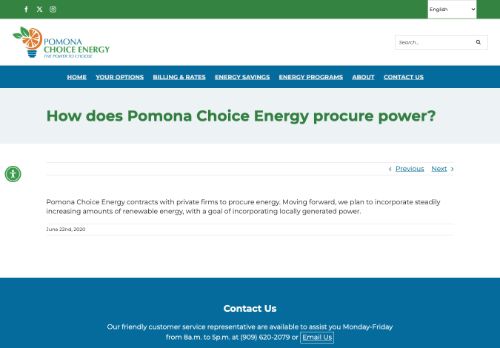 English
POMONA
CHOICE ENERGY
THE POWER TO CHOOSE
Search...
HOME YOUR OPTIONS BILLING & RATES ENERGY SAVINGS ENERGY PROGRAMS ABOUT CONTACT US
How does Pomona Choice Energy procure power?
Previous Next
Pomona Choice Energy contracts with private firms to procure energy. Moving forward, we plan to incorporate steadily
increasing amounts of renewable energy, with a goal of incorporating locally generated power.
June 22nd, 2020
Contact Us
Our friendly customer service representative are available to assist you Monday-Friday
from 8a.m. to 5p.m. at (909) 620-2079 or Email Us